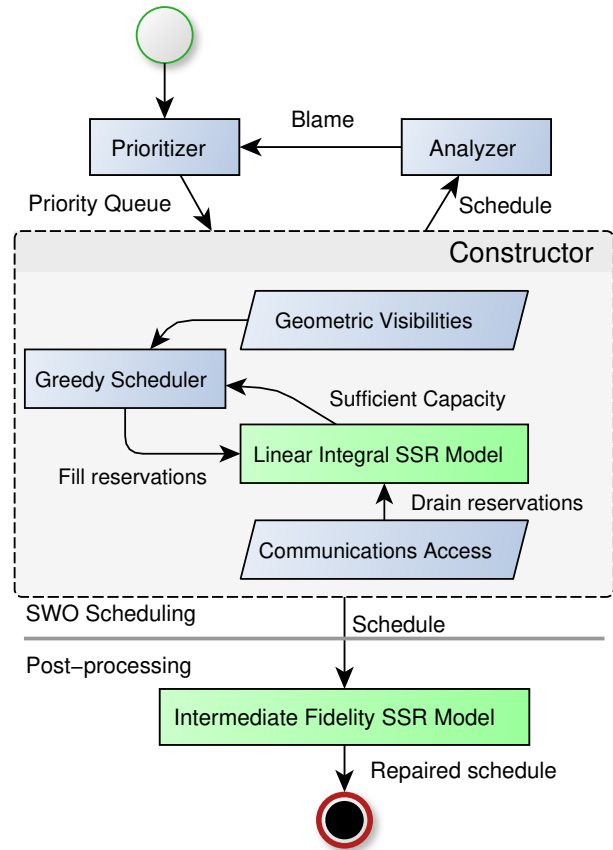 Blame
Prioritizer
Analyzer
Priority Queue
Schedule
Constructor
Geometric Visibilities
Greedy Scheduler
Sufficient Capacity
Linear Integral SSR Model
Fill reservations
Drain reservations
Communications Access
SWO Scheduling
Schedule
Post−processing
Intermediate Fidelity SSR Model
Repaired schedule